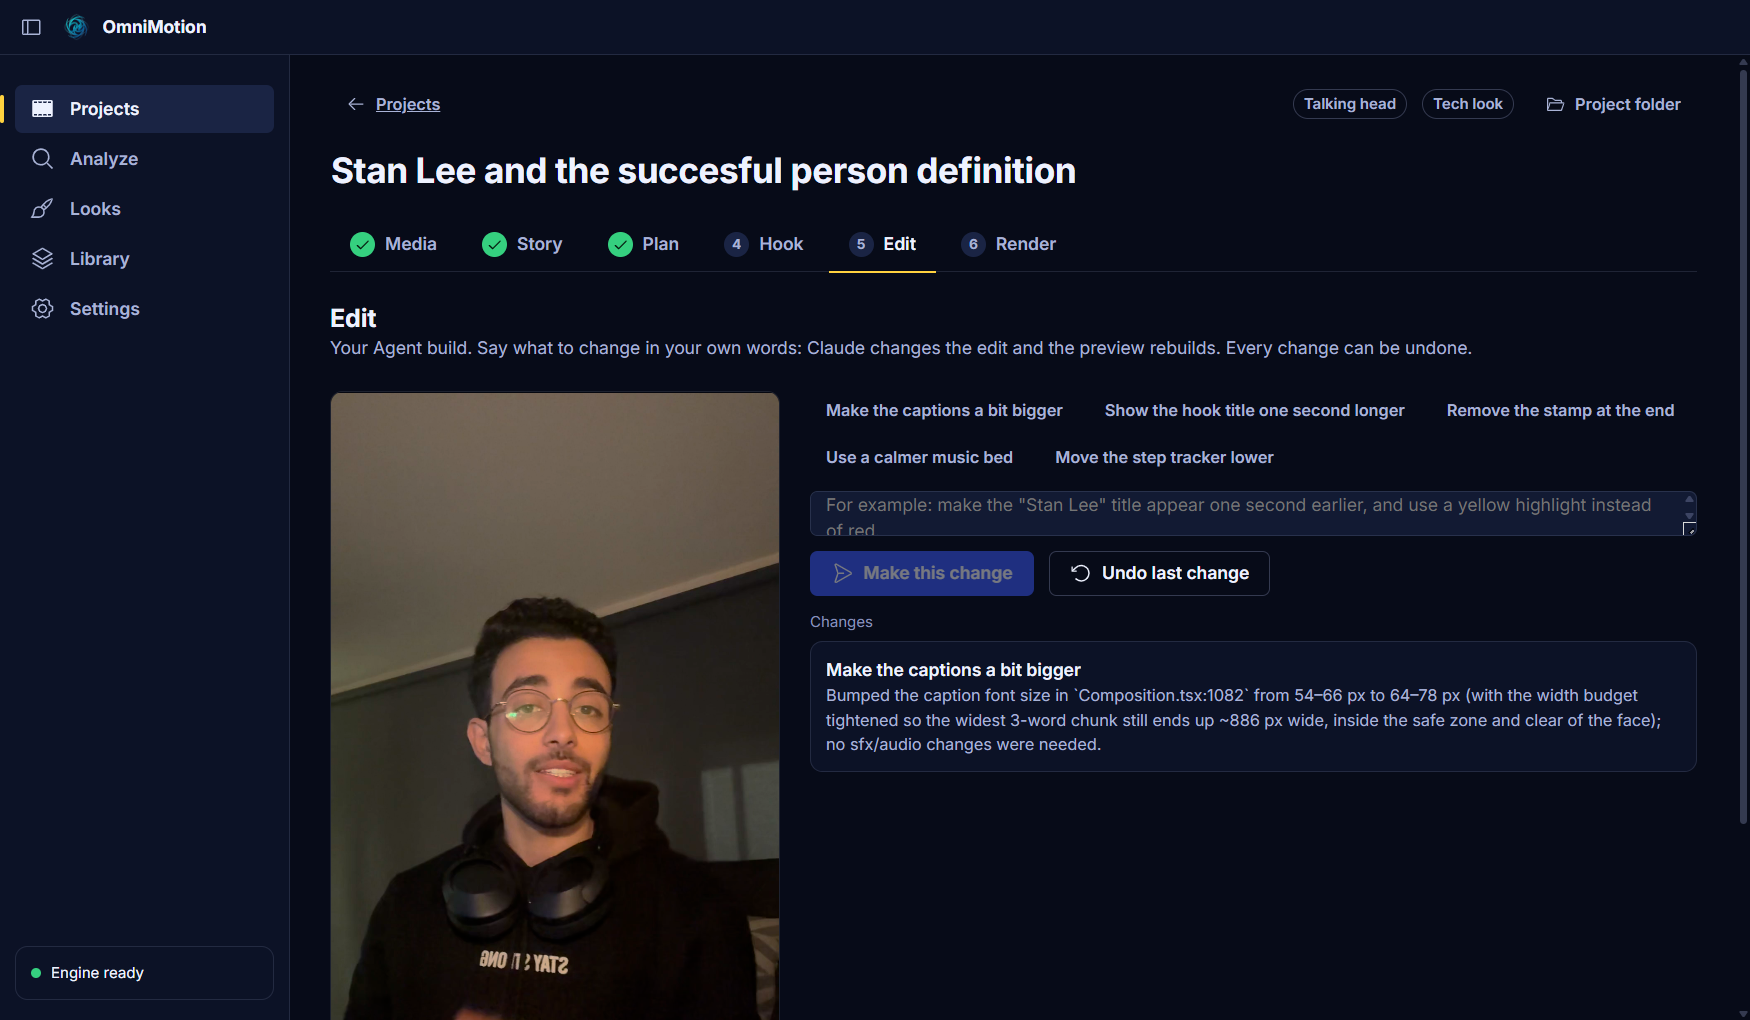 OmniMotion
Projects
Analyze
Looks
Library
Settings
Engine ready
Projects
Talking head
Tech look
Project folder
Stan Lee and the succesful person definition
Media
Story
Plan
4 Hook
5 Edit
6 Render
Edit
Your Agent build. Say what to change in your own words: Claude changes the edit and the preview rebuilds. Every change can be undone.
Make the captions a bit bigger
Show the hook title one second longer
Remove the stamp at the end
Use a calmer music bed
Move the step tracker lower
For example: make the "Stan Lee" title appear one second earlier, and use a yellow highlight instead
of red
Make this change
Undo last change
Changes
Make the captions a bit bigger
Bumped the caption font size in `Composition.tsx:1082` from 54–66 px to 64–78 px (with the width budget
tightened so the widest 3-word chunk still ends up ~886 px wide, inside the safe zone and clear of the face);
no sfx/audio changes were needed.
STAY